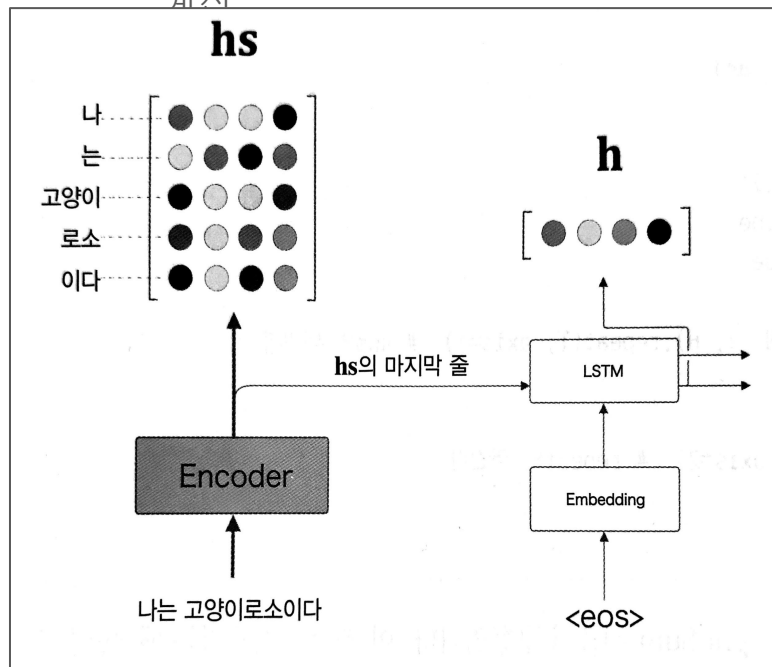 hs
나
는
고양이
로소
이다
h
hs의 마지막 줄
LSTM
Encoder
Embedding
나는 고양이로소이다
<eos>